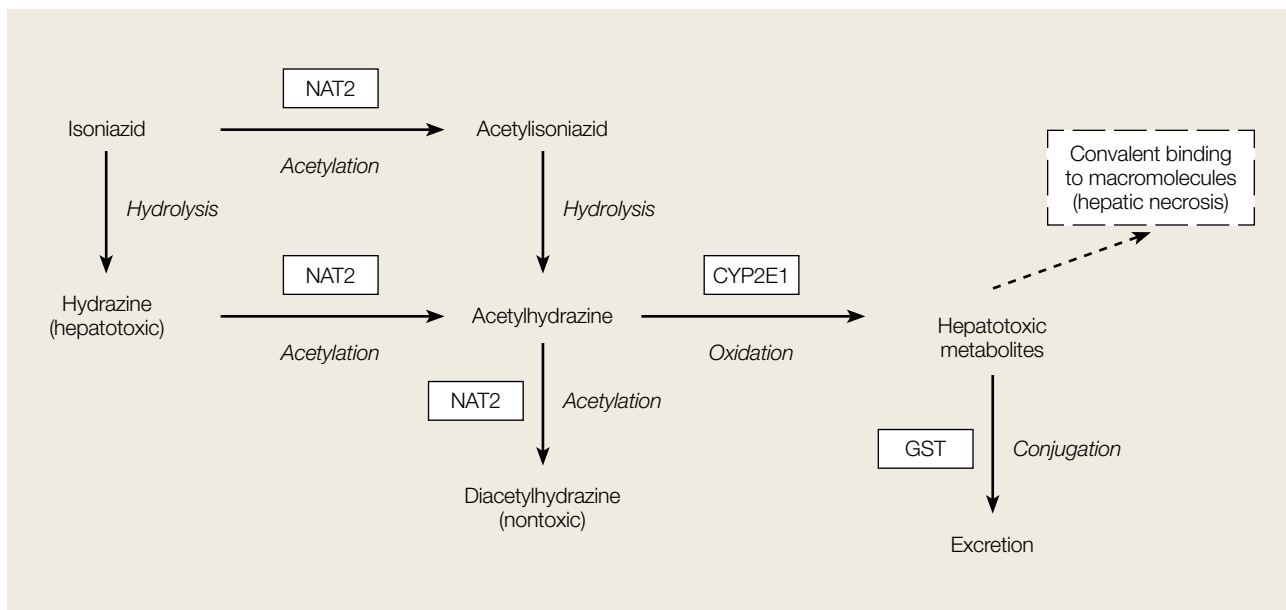 NAT2
Isoniazid
Acetylisoniazid
Acetylation
Convalent binding
to macromolecules
(hepatic necrosis)
Hydrolysis
Hydrolysis
NAT2
CYP2E1
Hydrazine
(hepatotoxic)
Acetylhydrazine
Hepatotoxic
metabolites
Acetylation
Oxidation
NAT2
Acetylation
GST
Conjugation
Diacetylhydrazine
(nontoxic)
Excretion